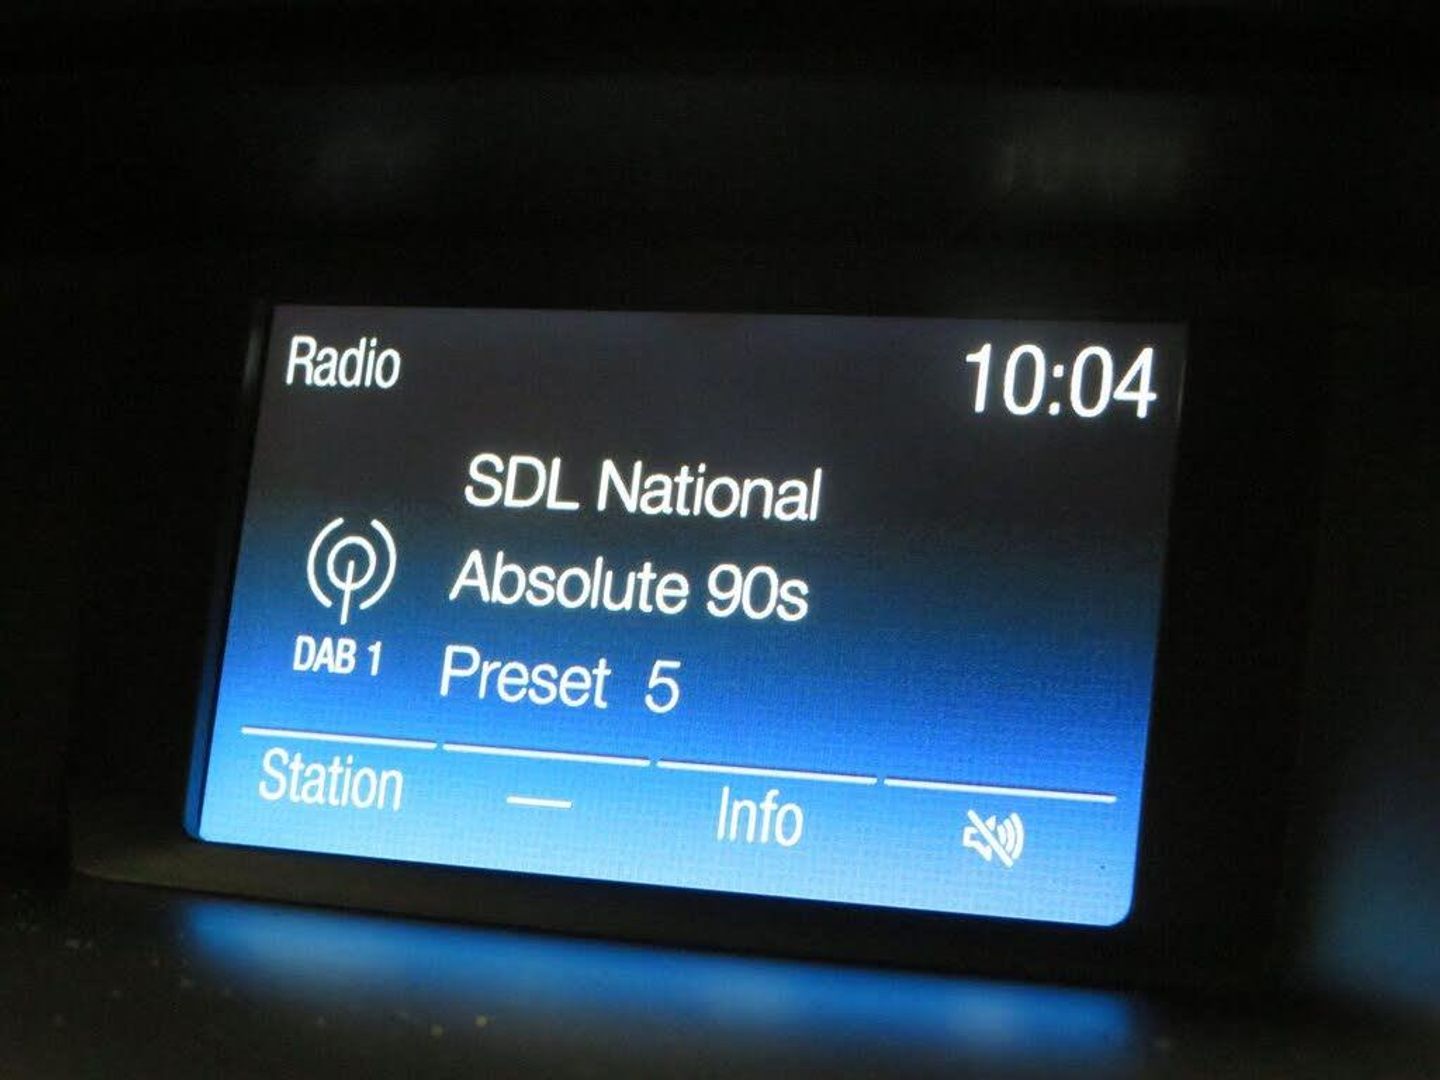 Radio
10:04
SDL National
Absolute 90s
DAB 1
Preset 5
Station
Info